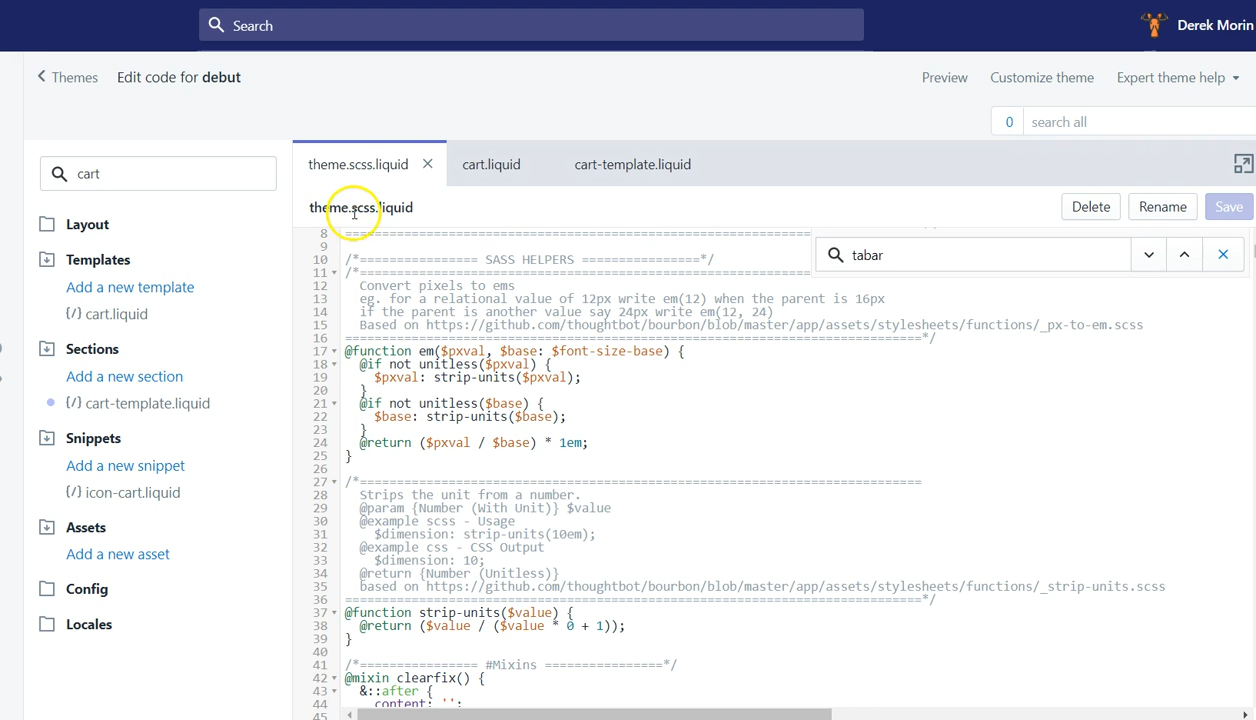 Search
Derek Morin
Themes Edit code for debut
Preview Customize theme Expert theme help
0 search all
cart
Layout
Templates
Add a new template
{/} cart.liquid
Sections
Add a new section
{/} cart-template.liquid
Snippets
Add a new snippet
{/} icon-cart.liquid
Assets
Add a new asset
Config
Locales
theme.scss.liquid × cart.liquid cart-template.liquid
theme.scss.liquid
Delete Rename Save
tabar
8 ==============================================================================
9
10 /*================ SASS HELPERS ================*/
11 /*============================================================================
12 Convert pixels to ems
13 eg. for a relational value of 12px write em(12) when the parent is 16px
14 if the parent is another value say 24px write em(12, 24)
15 Based on https://github.com/thoughtbot/bourbon/blob/master/app/assets/stylesheets/functions/_px-to-em.scss
16 ==============================================================================*/
17 @function em($pxval, $base: $font-size-base) {
18 @if not unitless($pxval) {
19 $pxval: strip-units($pxval);
20 }
21 @if not unitless($base) {
22 $base: strip-units($base);
23 }
24 @return ($pxval / $base) * 1em;
25 }
26
27 /*============================================================================
28 Strips the unit from a number.
29 @param {Number (With Unit)} $value
30 @example scss - Usage
31 $dimension: strip-units(10em);
32 @example css - CSS Output
33 $dimension: 10;
34 @return {Number (Unitless)}
35 based on https://github.com/thoughtbot/bourbon/blob/master/app/assets/stylesheets/functions/_strip-units.scss
36 ==============================================================================*/
37 @function strip-units($value) {
38 @return ($value / ($value * 0 + 1));
39 }
40
41 /*================ #Mixins ================*/
42 @mixin clearfix() {
43 &::after {
44 content: '';
45